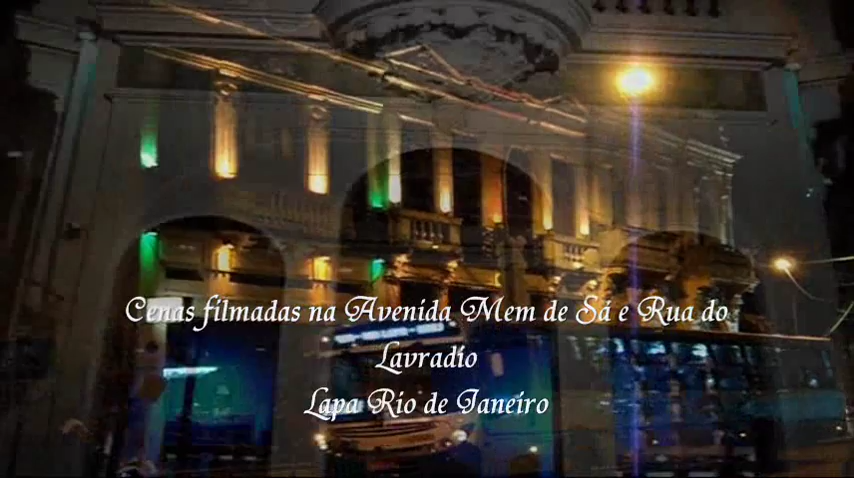 Cenas filmadas na Avenida Mem de Sá e Rua do
Lavradio
Lapa Rio de Janeiro